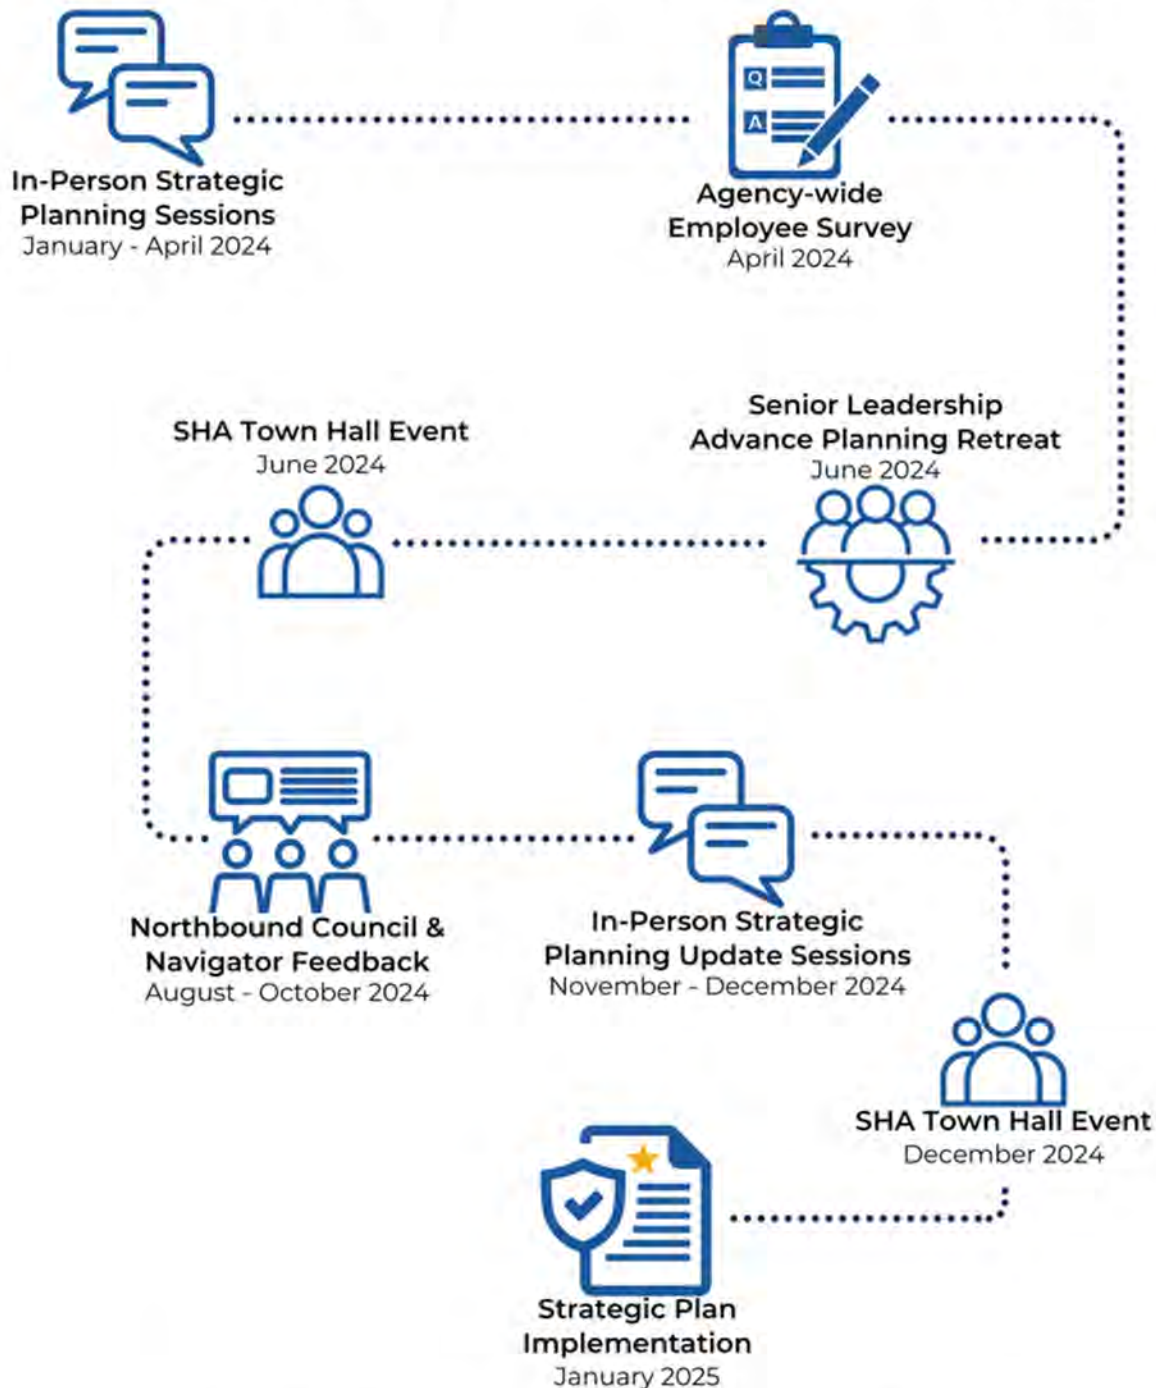 Q
A
In-Person Strategic
Planning Sessions
January - April 2024
Agency-wide
Employee Survey
April 2024
Senior Leadership
Advance Planning Retreat
June 2024
SHA Town Hall Event
June 2024
Northbound Council &
Navigator Feedback
August - October 2024
In-Person Strategic
Planning Update Sessions
November - December 2024
SHA Town Hall Event
December 2024
Strategic Plan
Implementation
January 2025